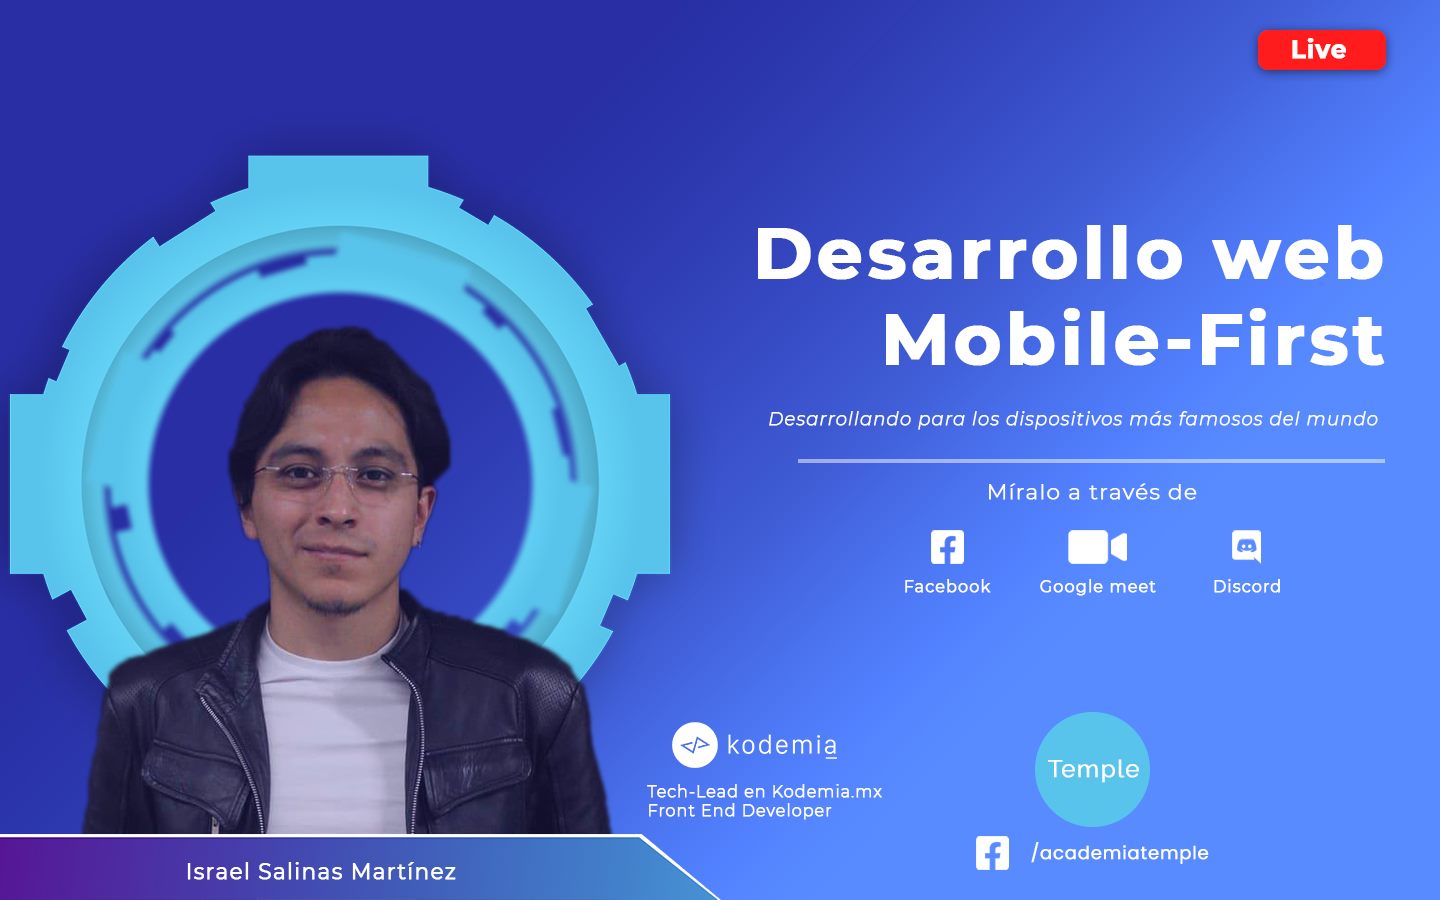 Live
Desarrollo web
Mobile-First
Desarrollando para los dispositivos más famosos del mundo
Míralo a través de
Facebook
Google meet
Discord
kodemia
Tech-Lead en Kodemia.mx
Front End Developer
Temple
/academiatemple
Israel Salinas Martínez